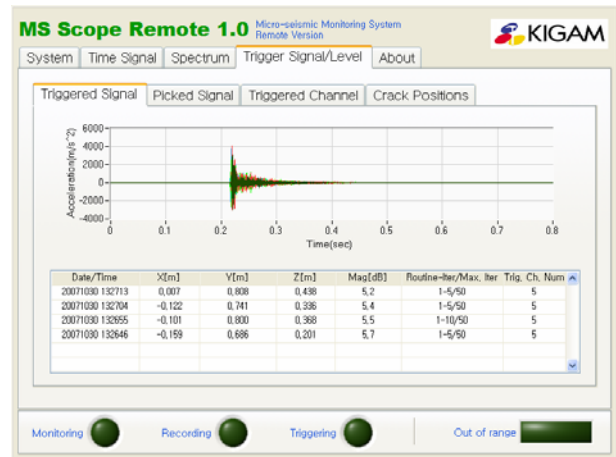 MS Scope Remote 1.0 Micro-seismic Monitoring System
Remote Version
KIGAM
System Time Signal Spectrum Trigger Signal/Level About
Triggered Signal Picked Signal Triggered Channel Crack Positions
Acceleration(m/s^2)
6000
4000
2000
0
-2000
-4000
0 0.1 0.2 0.3 0.4 0.5 0.6 0.7 0.8
Time(sec)
Date/Time X[m] Y[m] Z[m] Mag[dB] Routine-Iter/Max, Iter Trig, Ch, Num
20071030 132713 0,007 0,808 0,438 5,2 1-5/50 5
20071030 132704 -0,122 0,741 0,336 5,4 1-5/50 5
20071030 132655 -0,101 0,800 0,368 5,5 1-10/50 5
20071030 132646 -0,159 0,686 0,201 5,7 1-5/50 5
Monitoring Recording Triggering Out of range